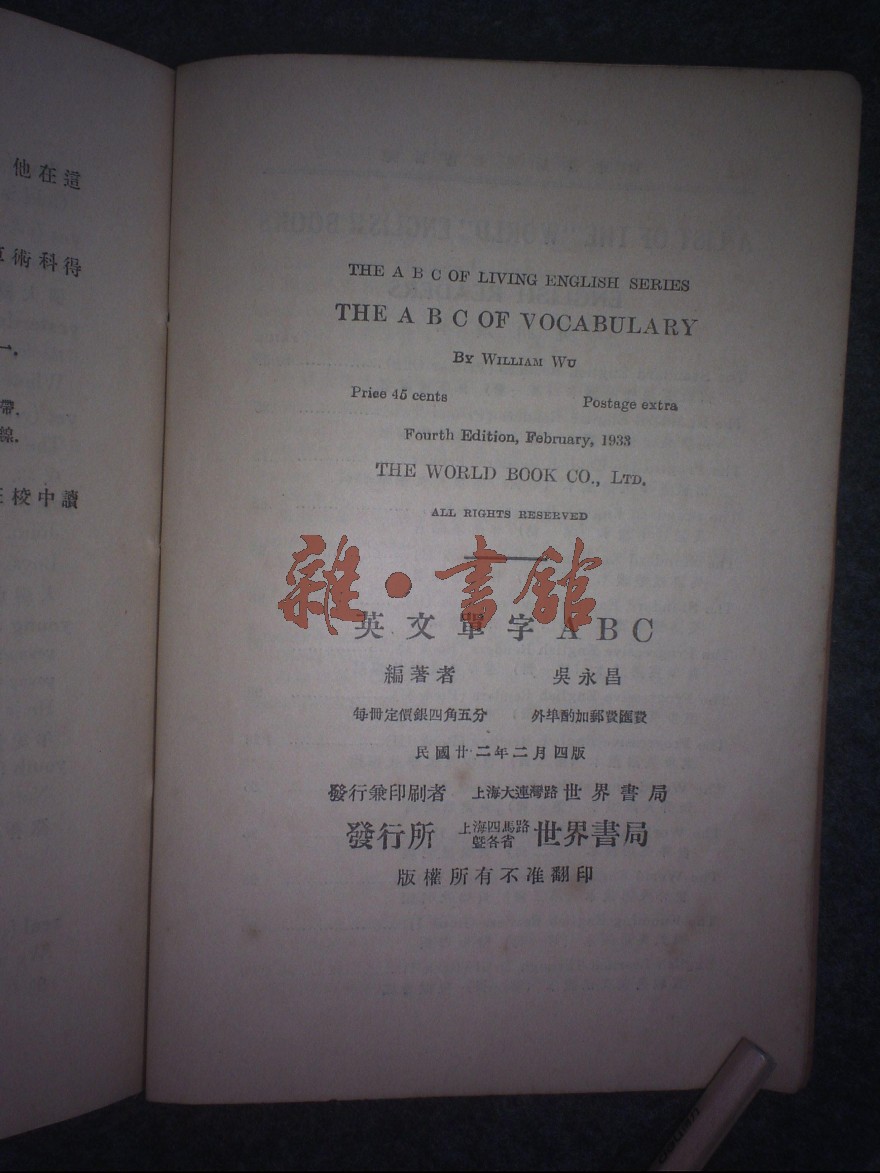 他在這
術科得
一.
帶.
校中讀
THE A B C OF LIVING ENGLISH SERIES
THE A B C OF VOCABULARY
BY WILLIAM WU
Price 45 cents Postage extra
Fourth Edition, February, 1933
THE WORLD BOOK CO., LTD.
ALL RIGHTS RESERVED
雜·書館
英文單字ABC
編著者 吳永昌
每冊定價銀四角五分 外埠酌加郵費匯費
民國廿二年二月四版
發行兼印刷者 上海大連灣路 世界書局
發行所 上海四馬路暨各省 世界書局
版權所有不准翻印